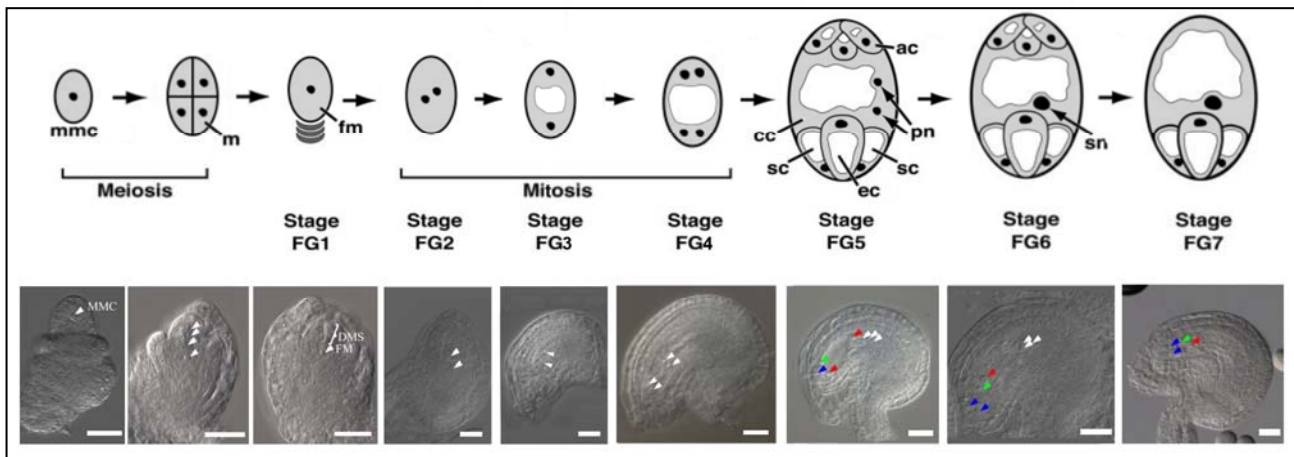 ac
mmc
m
fm
cc
pn
sn
sc
sc
ec
Meiosis
Mitosis
Stage FG1
Stage FG2
Stage FG3
Stage FG4
Stage FG5
Stage FG6
Stage FG7
MMC
DMS
FM